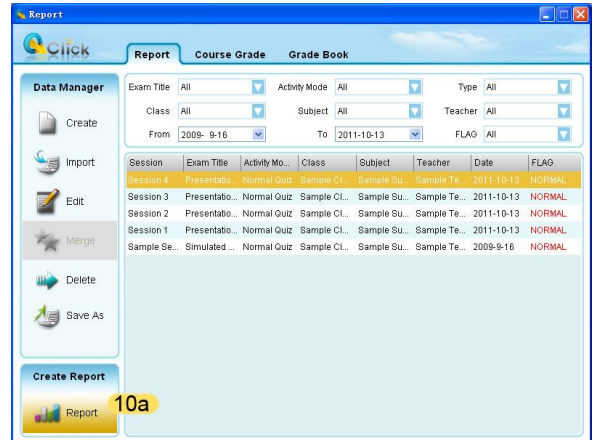 Report
QClick
Report Course Grade Grade Book
Data Manager
Create
Import
Edit
Merge
Delete
Save As
Create Report
Report
10a
Exam Title All Activity Mode All Type All
Class All Subject All Teacher All
From 2009- 9-16 To 2011-10-13 FLAG All
Session Exam Title Activity Mo... Class Subject Teacher Date FLAG
Session 4 Presentatio... Normal Quiz Sample Cl... Sample Su... Sample Te... 2011-10-13 NORMAL
Session 3 Presentatio... Normal Quiz Sample Cl... Sample Su... Sample Te... 2011-10-13 NORMAL
Session 2 Presentatio... Normal Quiz Sample Cl... Sample Su... Sample Te... 2011-10-13 NORMAL
Session 1 Presentatio... Normal Quiz Sample Cl... Sample Su... Sample Te... 2011-10-13 NORMAL
Sample Se... Simulated ... Normal Quiz Sample Cl... Sample Su... Sample Te... 2009-9-16 NORMAL